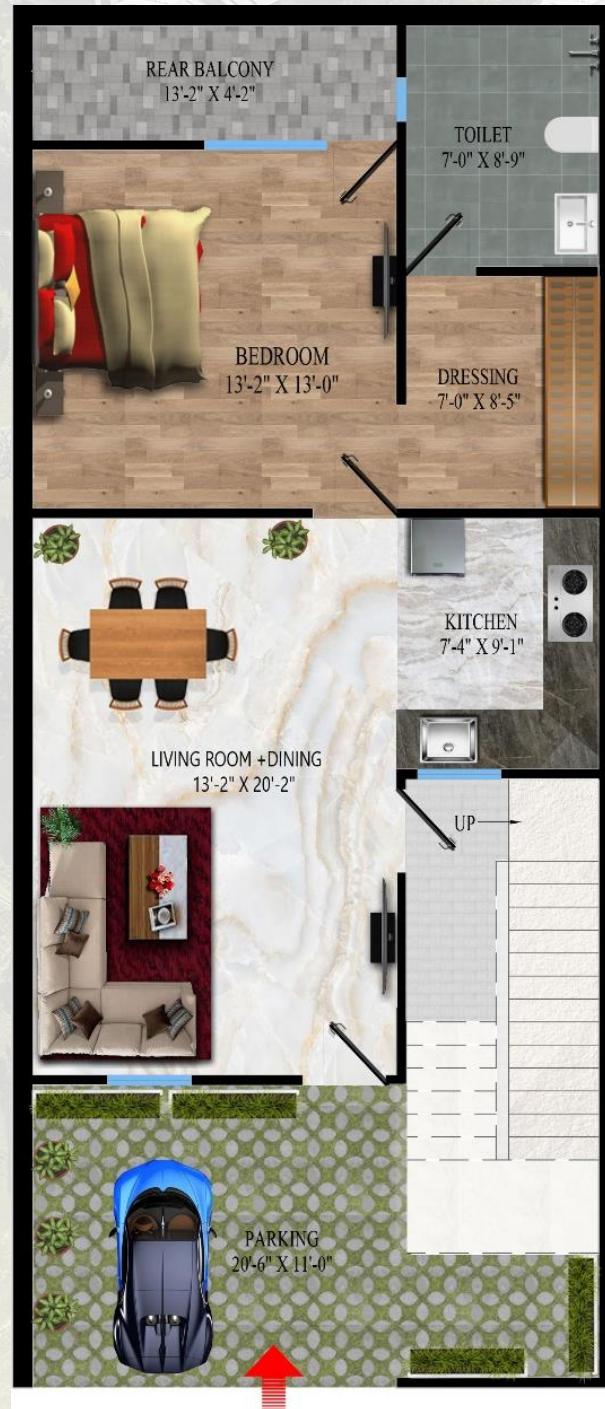 REAR BALCONY
13'-2" X 4'-2"
TOILET
7'-0" X 8'-9"
BEDROOM
13'-2" X 13'-0"
DRESSING
7'-0" X 8'-5"
KITCHEN
7'-4" X 9'-1"
LIVING ROOM +DINING
13'-2" X 20'-2"
UP
PARKING
20'-6" X 11'-0"